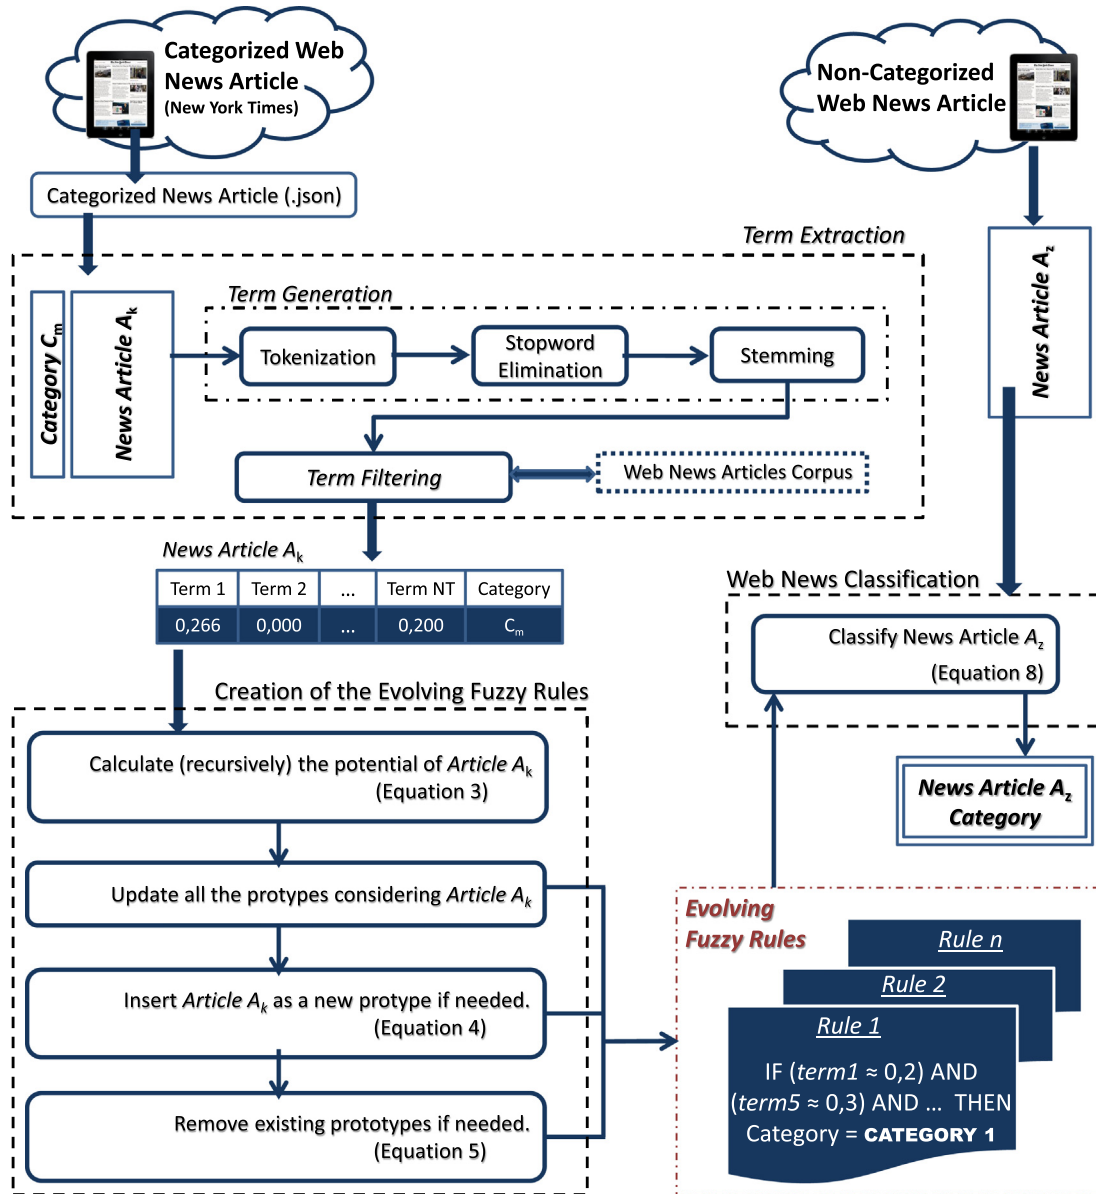 Categorized Web
News Article
(New York Times)
Non-Categorized
Web News Article
Categorized News Article (.json)
Term Extraction
Category Cm
News Article Ak
Term Generation
Tokenization
Stopword
Elimination
Stemming
Term Filtering
Web News Articles Corpus
News Article Az
News Article Ak
Term 1 Term 2 ... Term NT Category
0,266 0,000 ... 0,200 Cm
Web News Classification
Classify News Article Az
(Equation 8)
News Article Az
Category
Creation of the Evolving Fuzzy Rules
Calculate (recursively) the potential of Article Ak
(Equation 3)
Update all the protypes considering Article Ak
Insert Article Ak as a new protype if needed.
(Equation 4)
Remove existing prototypes if needed.
(Equation 5)
Evolving
Fuzzy Rules
Rule n
Rule 2
Rule 1
IF (term1 ≈ 0,2) AND
(term5 ≈ 0,3) AND ... THEN
Category = CATEGORY 1